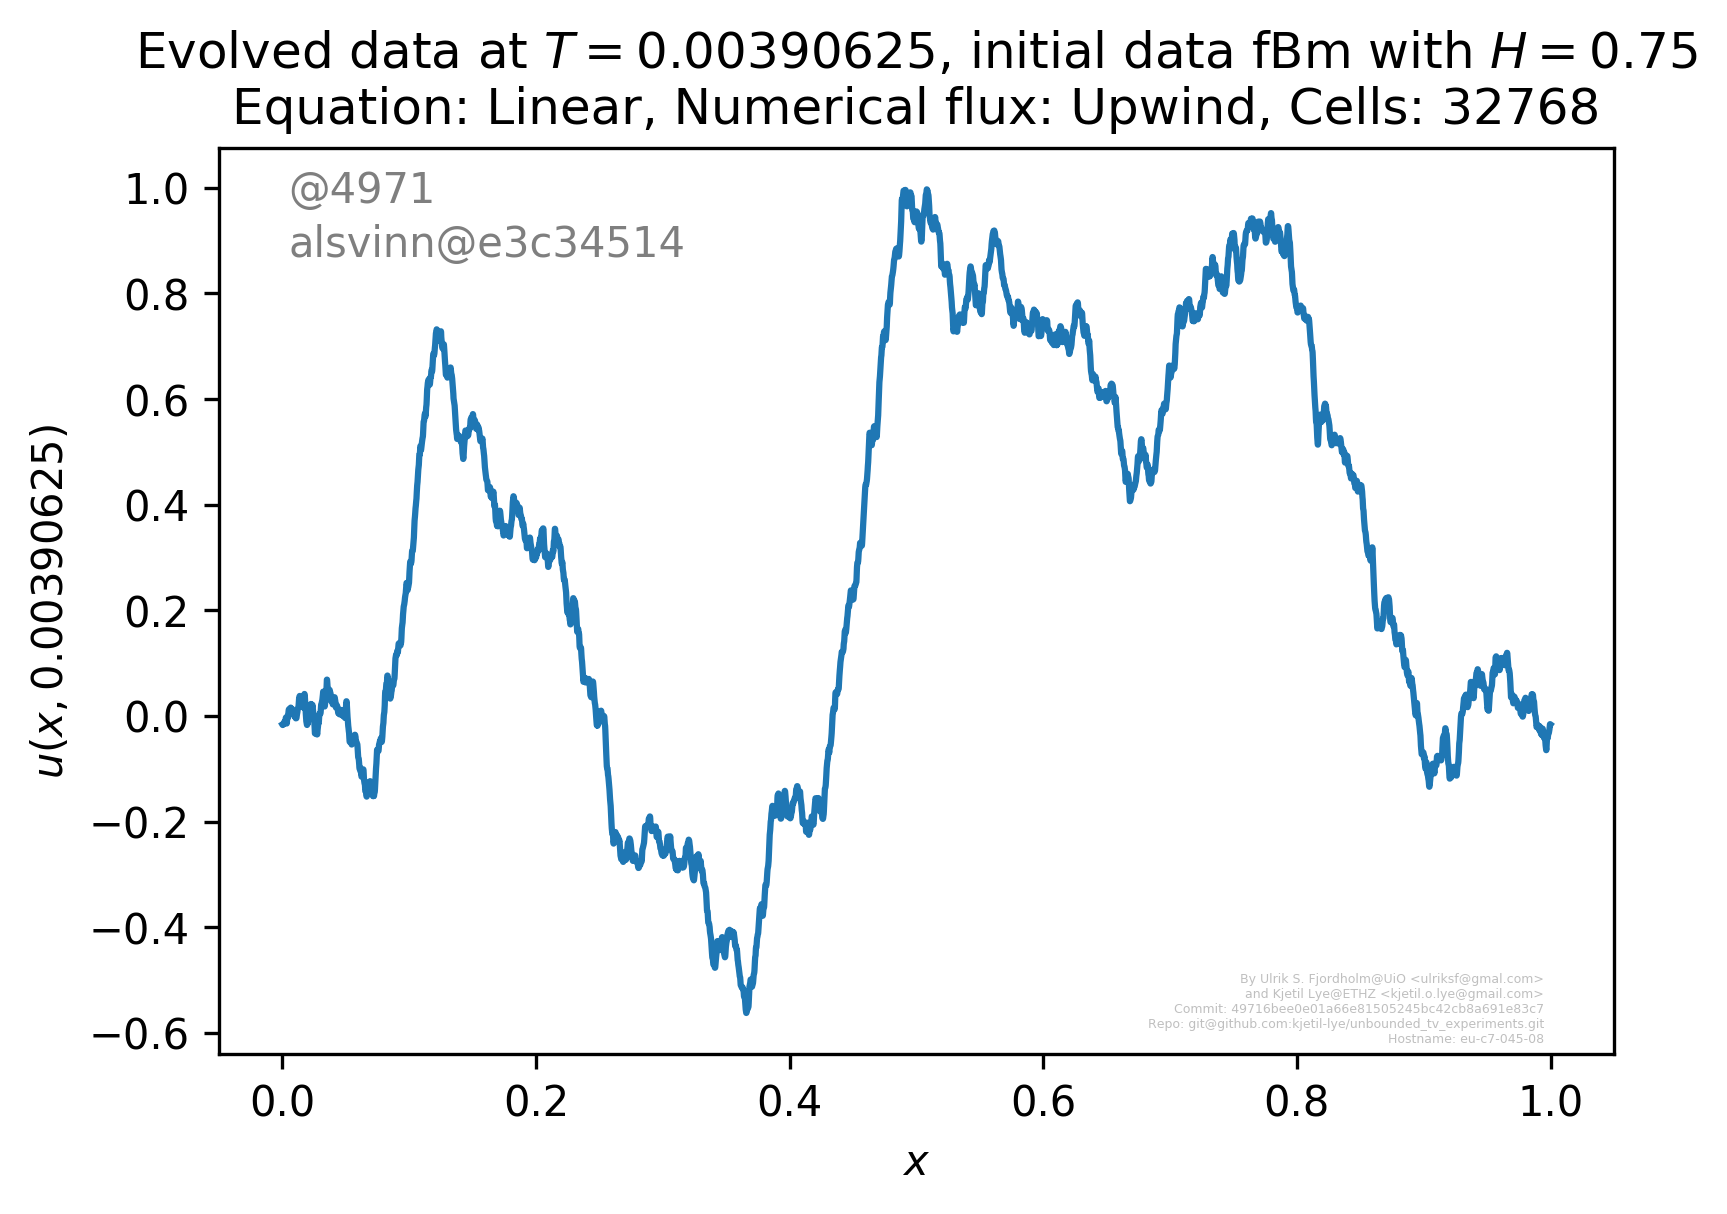 Evolved data at T = 0.00390625, initial data fBm with H = 0.75
Equation: Linear, Numerical flux: Upwind, Cells: 32768
@4971
alsvinn@e3c34514
1.0
0.8
0.6
0.4
0.2
0.0
−0.2
−0.4
−0.6
u(x, 0.00390625)
By Ulrik S. Fjordholm@UiO <ulriksf@gmal.com>
and Kjetil Lye@ETHZ <kjetil.o.lye@gmail.com>
Commit: 49716bee0e01a66e81505245bc42cb8a691e83c7
Repo: git@github.com:kjetil-lye/unbounded_tv_experiments.git
Hostname: eu-c7-045-08
0.0 0.2 0.4 0.6 0.8 1.0
x